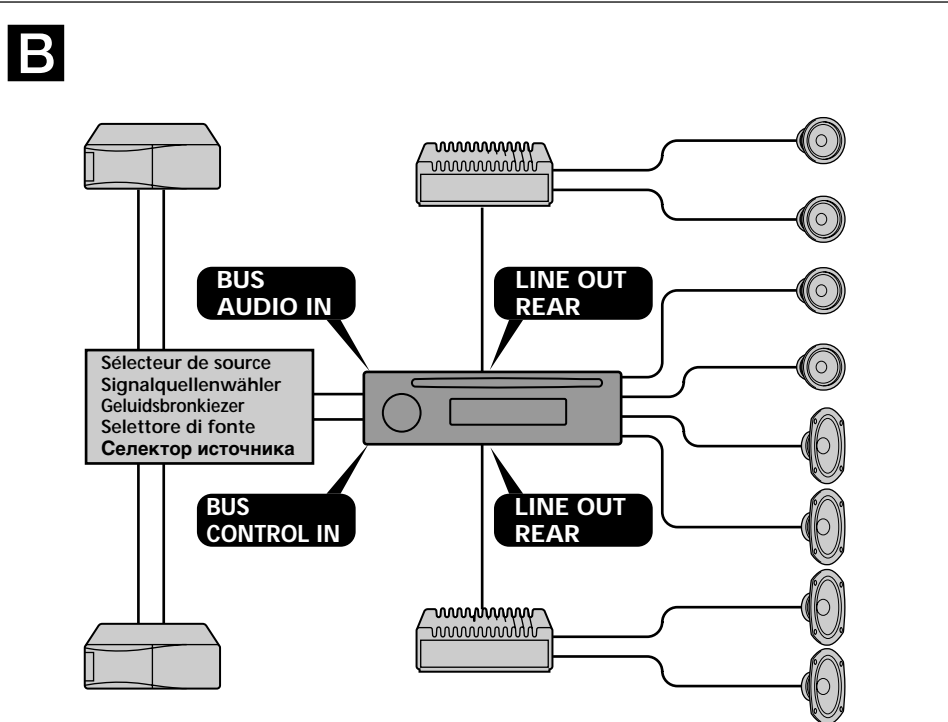 B
BUS
AUDIO IN
LINE OUT
REAR
Sélecteur de source
Signalquellenwähler
Geluidsbronkiezer
Selettore di fonte
Селектор источника
BUS
CONTROL IN
LINE OUT
REAR